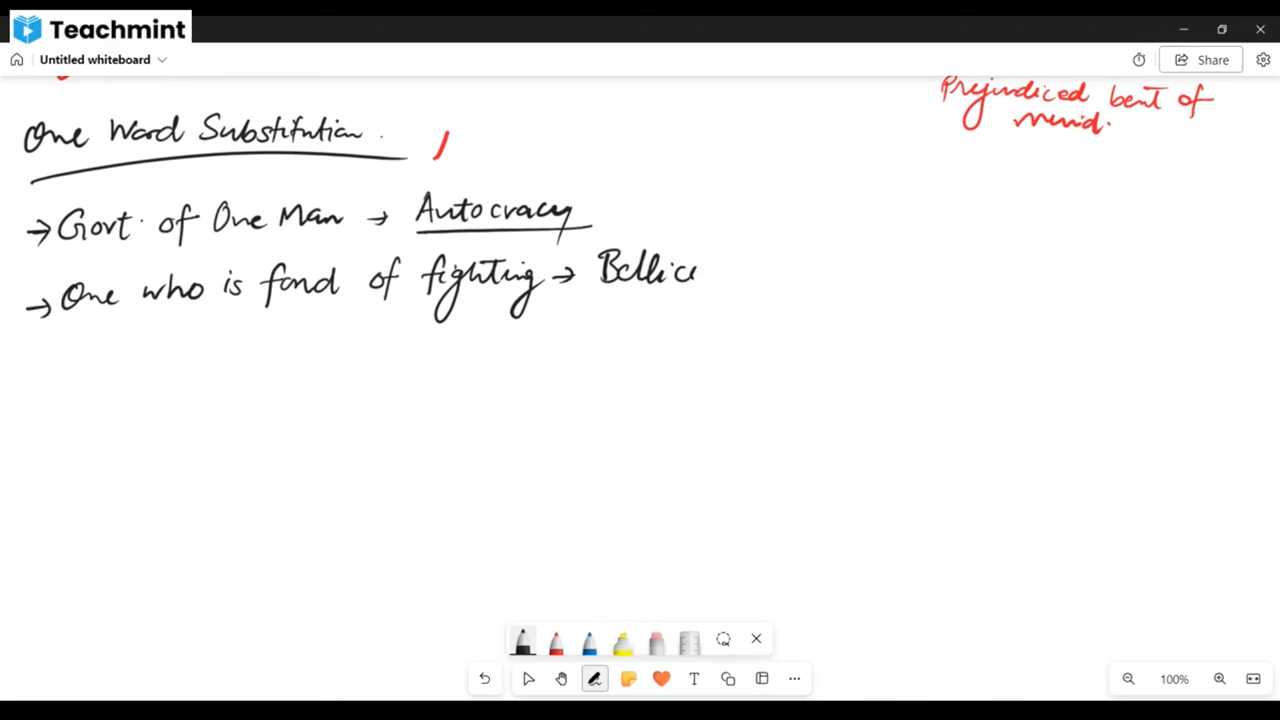 Teachmint
Untitled whiteboard
Share
Prejudiced bent of
mind.
One Word Substitution.
→ Govt. of One Man → Autocracy
→ One who is fond of fighting → Bellico
100%